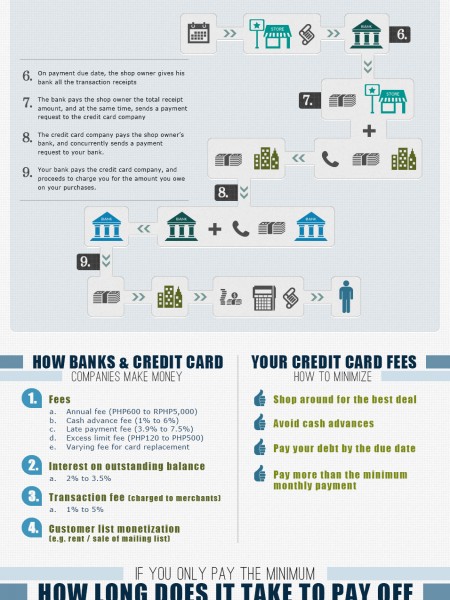 STORE
BANK
6.
6. On payment due date, the shop owner gives his
bank all the transaction receipts
7. The bank pays the shop owner the total receipt
amount, and at the same time, sends a payment
request to the credit card company
8. The credit card company pays the shop owner's
bank, and concurrently sends a payment
request to your bank.
9. Your bank pays the credit card company, and
proceeds to charge you for the amount you owe
on your purchases.
7.
STORE
+
8.
BANK
BANK
+
BANK
9.
HOW BANKS & CREDIT CARD
COMPANIES MAKE MONEY
1. Fees
a. Annual fee (PHP600 to RPHP5,000)
b. Cash advance fee (1% to 6%)
c. Late payment fee (3.9% to 7.5%)
d. Excess limit fee (PHP120 to PHP500)
e. Varying fee for card replacement
2. Interest on outstanding balance
a. 2% to 3.5%
3. Transaction fee (charged to merchants)
a. 1% to 5%
4. Customer list monetization
(e.g. rent / sale of mailing list)
YOUR CREDIT CARD FEES
HOW TO MINIMIZE
Shop around for the best deal
Avoid cash advances
Pay your debt by the due date
Pay more than the minimum
monthly payment
IF YOU ONLY PAY THE MINIMUM
HOW LONG DOES IT TAKE TO PAY OFF